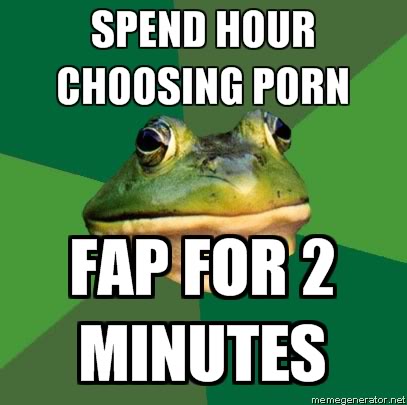 SPEND HOUR
CHOOSING PORN
FAP FOR 2
MINUTES
memegenerator.net